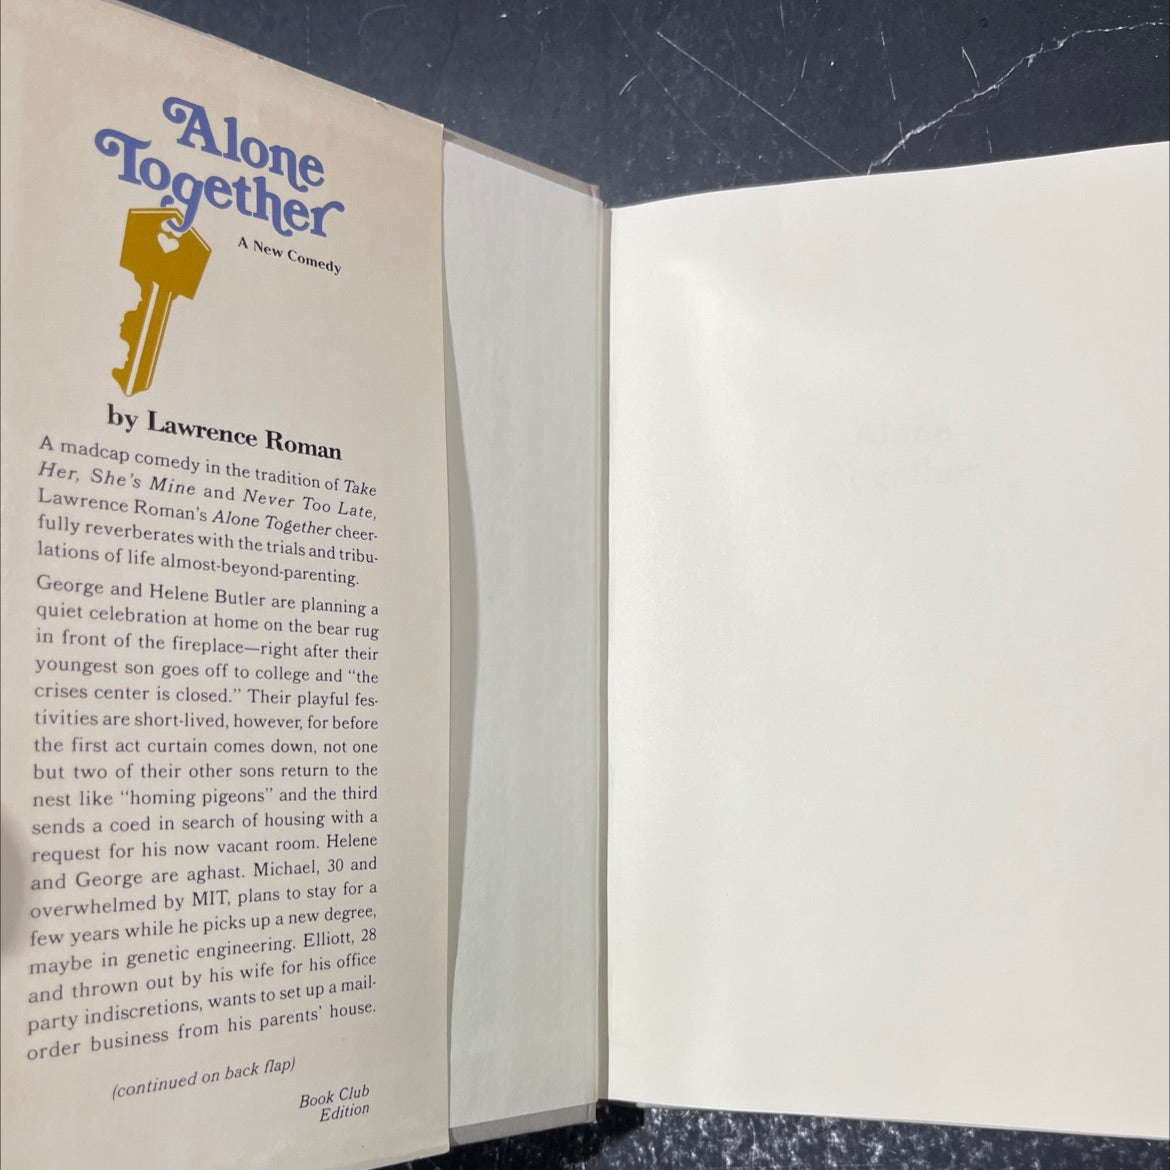 Alone
Together
A New Comedy
by Lawrence Roman
A madcap comedy in the tradition of Take
Her, She's Mine and Never Too Late,
Lawrence Roman's Alone Together cheer-
fully reverberates with the trials and tribu-
lations of life almost-beyond-parenting.
George and Helene Butler are planning a
quiet celebration at home on the bear rug
in front of the fireplace—right after their
youngest son goes off to college and “the
crises center is closed.” Their playful fes-
tivities are short-lived, however, for before
the first act curtain comes down, not one
but two of their other sons return to the
nest like “homing pigeons” and the third
sends a coed in search of housing with a
request for his now vacant room. Helene
and George are aghast. Michael, 30 and
overwhelmed by MIT, plans to stay for a
few years while he picks up a new degree,
maybe in genetic engineering. Elliott, 28
and thrown out by his wife for his office
party indiscretions, wants to set up a mail-
order business from his parents' house.
(continued on back flap)
Book Club
Edition